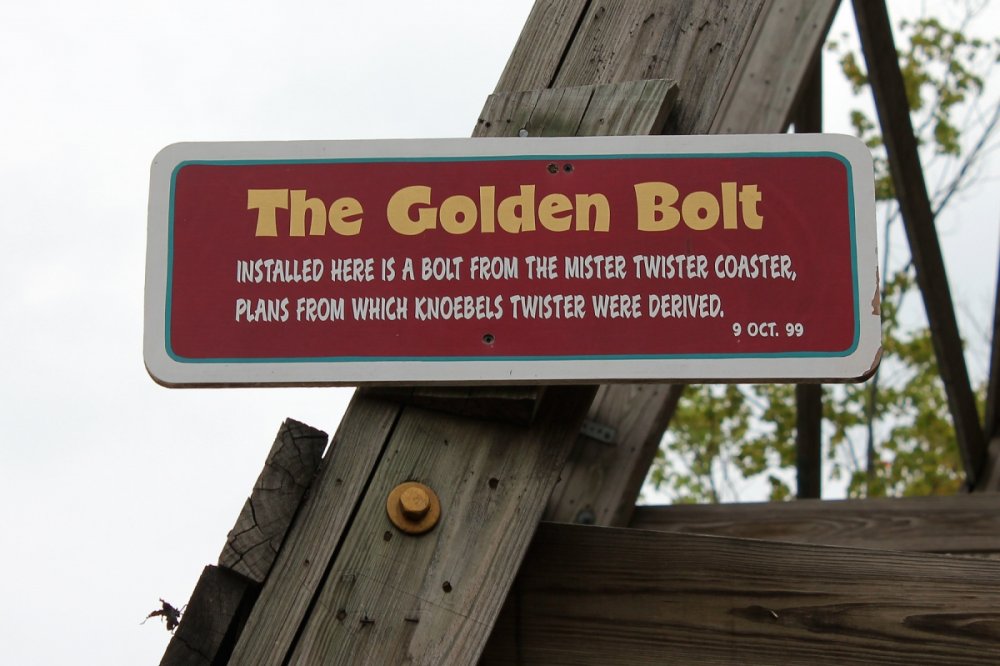 The Golden Bolt
INSTALLED HERE IS A BOLT FROM THE MISTER TWISTER COASTER,
PLANS FROM WHICH KNOEBELS TWISTER WERE DERIVED.
9 OCT. 99